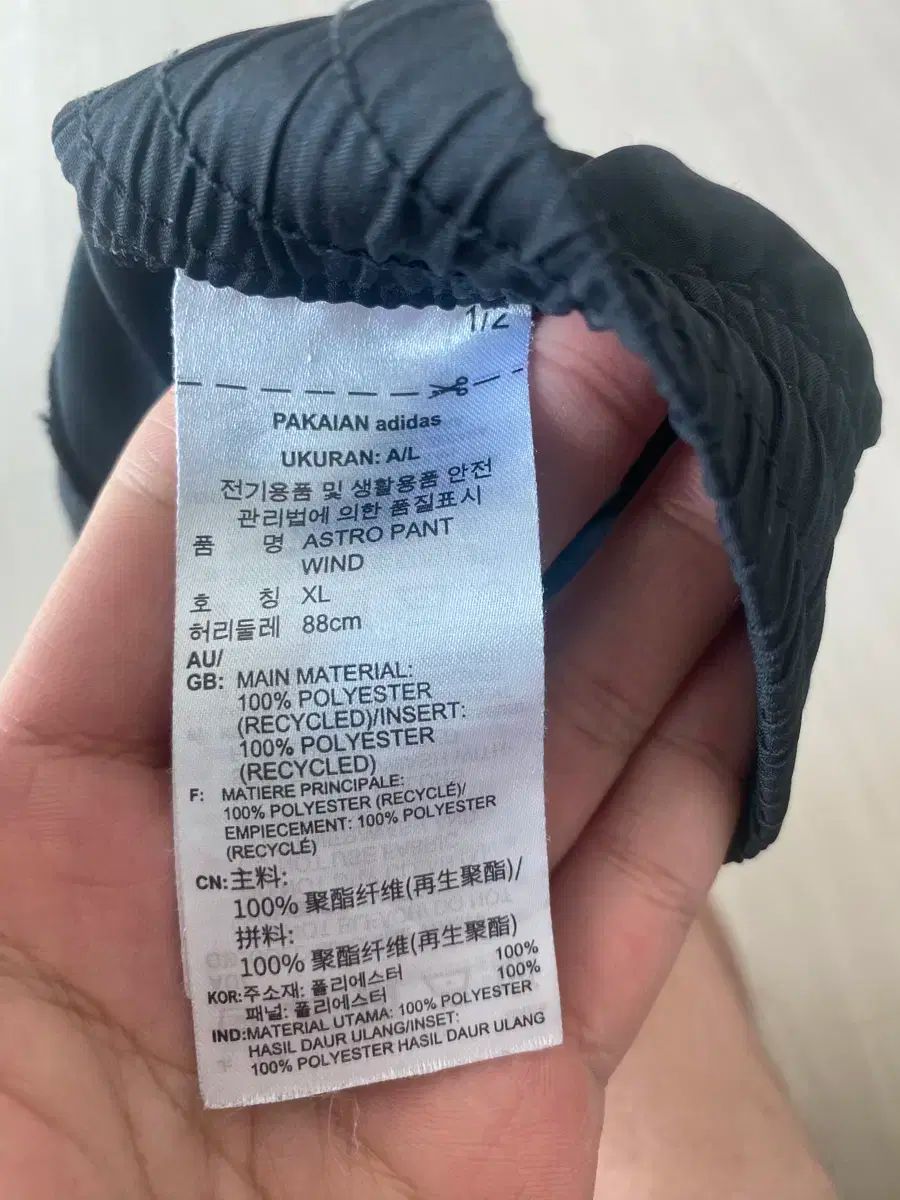 1/2
PAKAIAN adidas
UKURAN: A/L
전기용품 및 생활용품 안전
관리법에 의한 품질표시
품 명 ASTRO PANT
WIND
호 칭 XL
허리둘레 88cm
AU/
GB: MAIN MATERIAL:
100% POLYESTER
(RECYCLED)/INSERT:
100% POLYESTER
(RECYCLED)
F: MATIERE PRINCIPALE:
100% POLYESTER (RECYCLÉ)/
EMPIECEMENT: 100% POLYESTER
(RECYCLÉ)
CN: 主料:
100% 聚酯纤维(再生聚酯)/
拼料:
100% 聚酯纤维(再生聚酯)
KOR: 주소재: 폴리에스터 100%
패널: 폴리에스터 100%
IND: MATERIAL UTAMA: 100% POLYESTER
HASIL DAUR ULANG/INSET:
100% POLYESTER HASIL DAUR ULANG